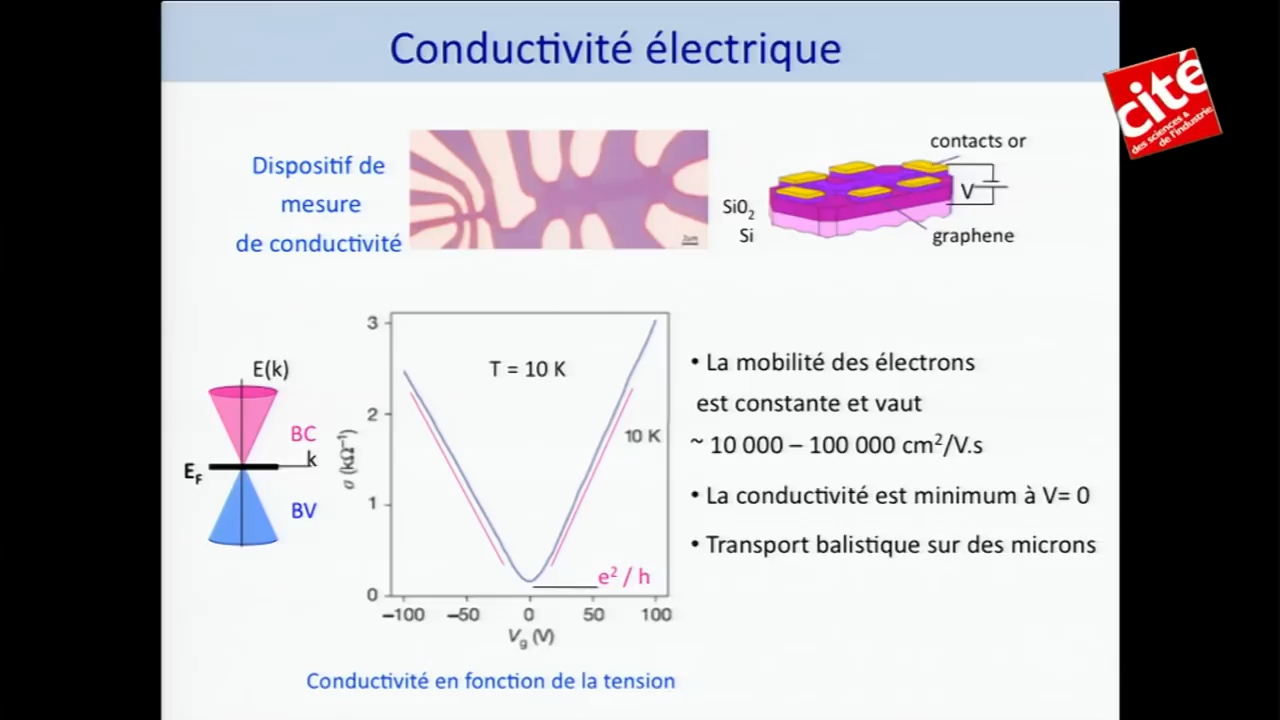 Conductivité électrique
cité
des sciences &
de l'industrie
Dispositif de
mesure
de conductivité
2um
contacts or
SiO2
V
Si
graphene
E(k)
BC
k
EF
BV
3
2
1
0
σ (kΩ⁻¹)
T = 10 K
10 K
e² / h
−100 −50 0 50 100
Vg (V)
Conductivité en fonction de la tension
• La mobilité des électrons
est constante et vaut
~ 10 000 – 100 000 cm²/V.s
• La conductivité est minimum à V= 0
• Transport balistique sur des microns